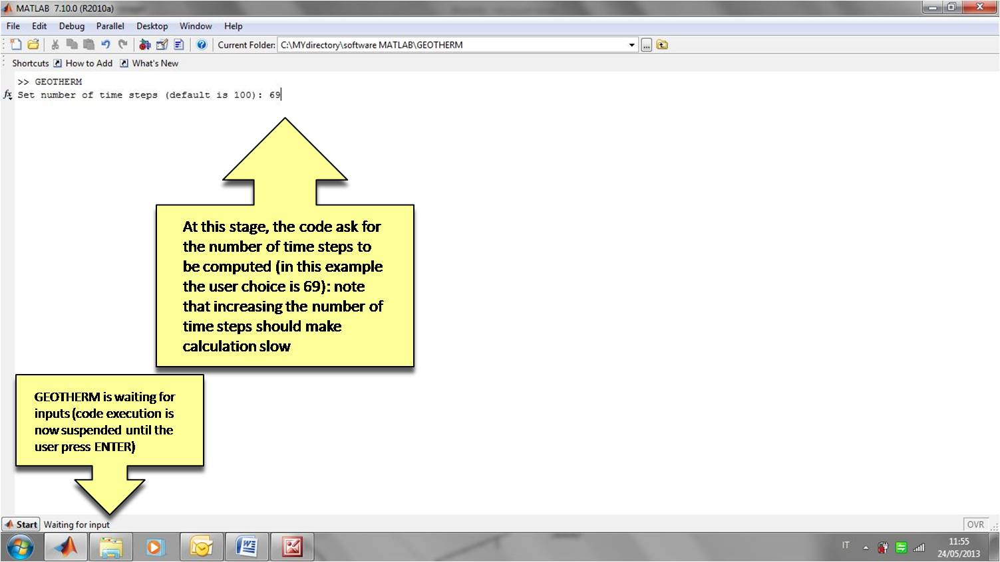 MATLAB 7.10.0 (R2010a)
File Edit Debug Parallel Desktop Window Help
Current Folder: C:\MYdirectory\software MATLAB\GEOTHERM
Shortcuts How to Add What's New
>> GEOTHERM
fx Set number of time steps (default is 100): 69
At this stage, the code ask for
the number of time steps to
be computed (in this example
the user choice is 69): note
that increasing the number of
time steps should make
calculation slow
GEOTHERM is waiting for
inputs (code execution is
now suspended until the
user press ENTER)
Start Waiting for input
OVR
IT
11:55
24/05/2013